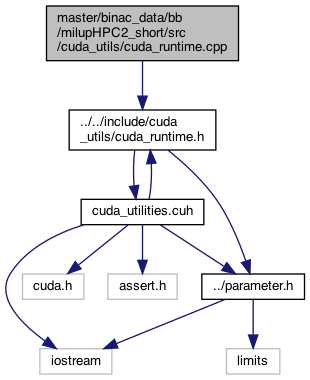 master/binac_data/bb
/milupHPC2_short/src
/cuda_utils/cuda_runtime.cpp
../../include/cuda
_utils/cuda_runtime.h
cuda_utilities.cuh
cuda.h
assert.h
../parameter.h
iostream
limits